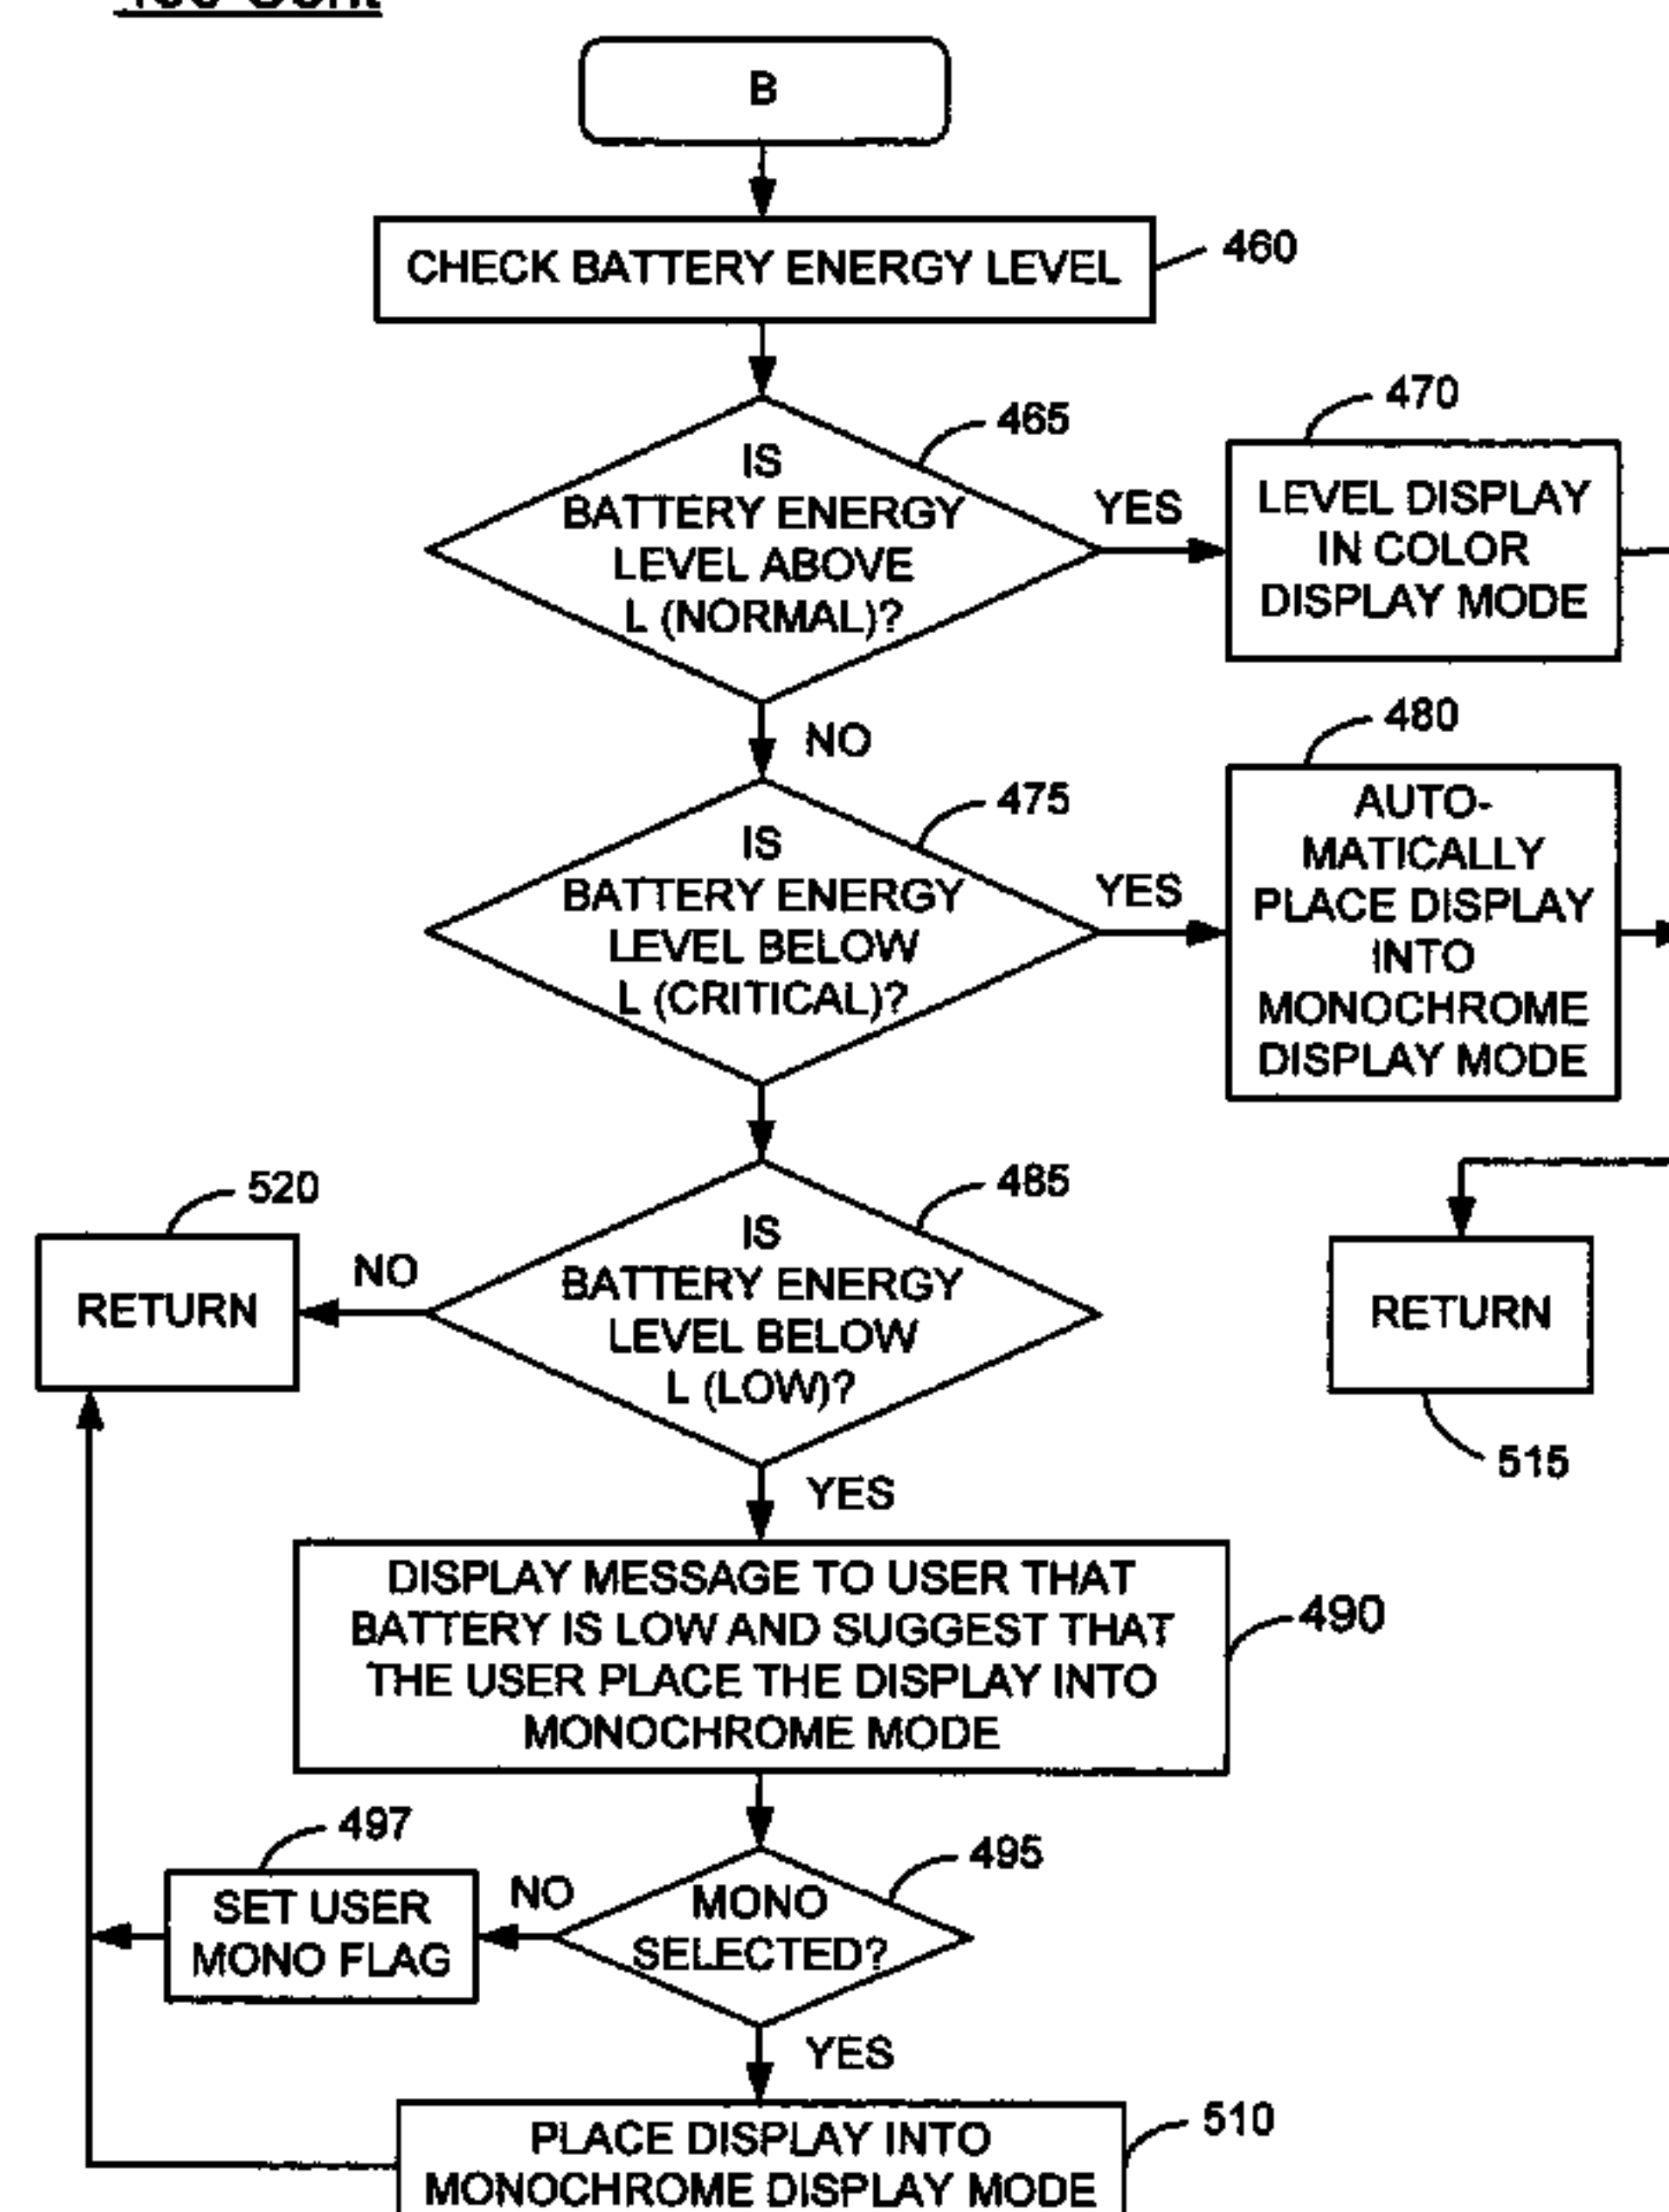 B
CHECK BATTERY ENERGY LEVEL
460
IS
BATTERY ENERGY
LEVEL ABOVE
L (NORMAL)?
465
YES
470
LEVEL DISPLAY
IN COLOR
DISPLAY MODE
NO
IS
BATTERY ENERGY
LEVEL BELOW
L (CRITICAL)?
475
YES
480
AUTO-
MATICALLY
PLACE DISPLAY
INTO
MONOCHROME
DISPLAY MODE
520
RETURN
NO
IS
BATTERY ENERGY
LEVEL BELOW
L (LOW)?
485
RETURN
515
YES
DISPLAY MESSAGE TO USER THAT
BATTERY IS LOW AND SUGGEST THAT
THE USER PLACE THE DISPLAY INTO
MONOCHROME MODE
490
497
SET USER
MONO FLAG
NO
MONO
SELECTED?
495
YES
PLACE DISPLAY INTO
MONOCHROME DISPLAY MODE
510